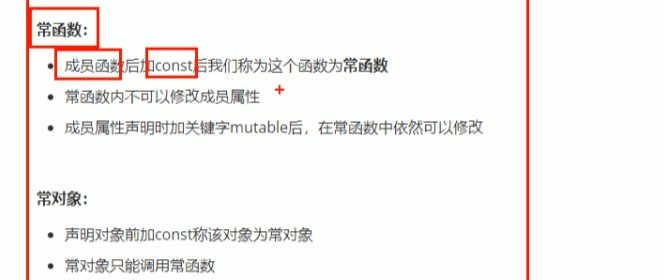 常函数：
成员函数后加const后我们称为这个函数为常函数
常函数内不可以修改成员属性
成员属性声明时加关键字mutable后，在常函数中依然可以修改
常对象：
声明对象前加const称该对象为常对象
常对象只能调用常函数